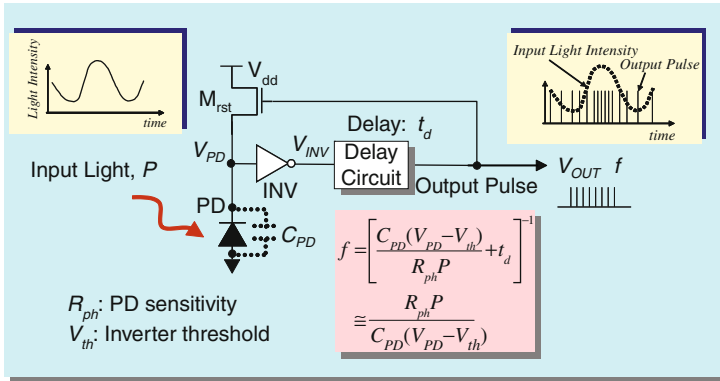 Light Intensity
time
V_dd
M_rst
Input Light Intensity
Output Pulse
time
Delay: t_d
V_PD
V_INV
INV
Delay
Circuit
Output Pulse
V_OUT f
Input Light, P
PD
C_PD
R_ph: PD sensitivity
V_th: Inverter threshold
f = [C_PD(V_PD−V_th) / R_ph P + t_d]^−1
≅ R_ph P / C_PD(V_PD−V_th)